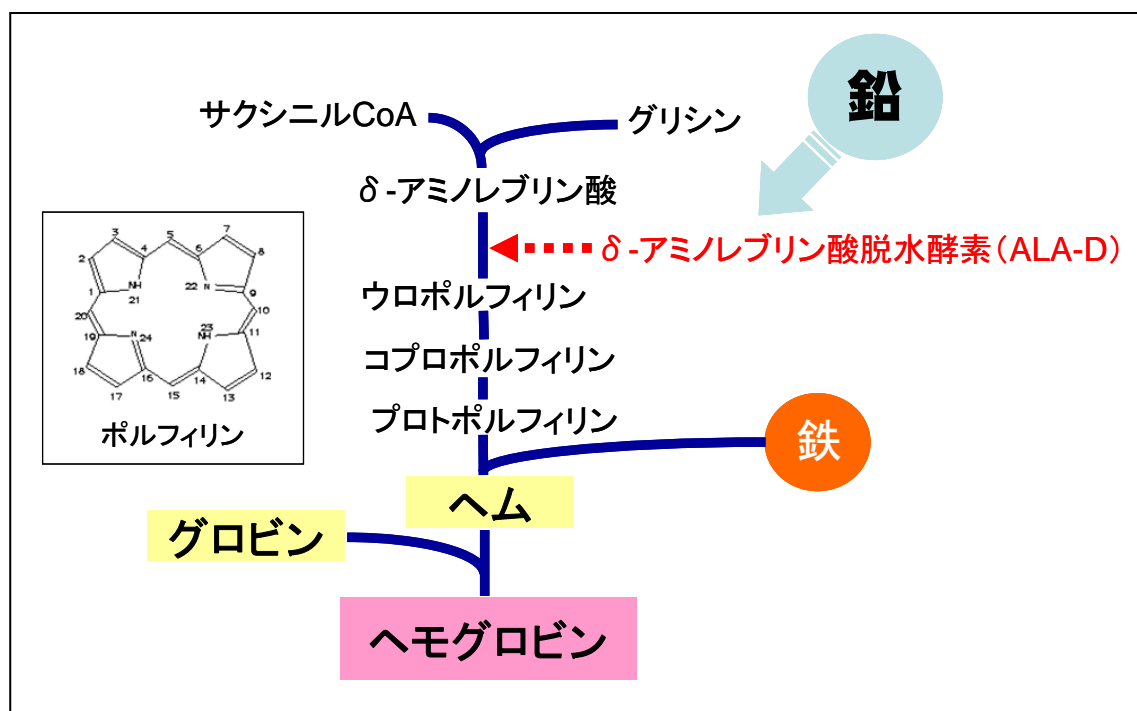 鉛
サクシニルCoA
グリシン
δ-アミノレブリン酸
δ-アミノレブリン酸脱水酵素（ALA-D）
ウロポルフィリン
コプロポルフィリン
プロトポルフィリン
鉄
ヘム
グロビン
ヘモグロビン
3 5 7
4 6
2 8
NH N
1 21 22 9
20 10
19 N 24 23 NH 11
18 16 14 12
17 15 13
ポルフィリン